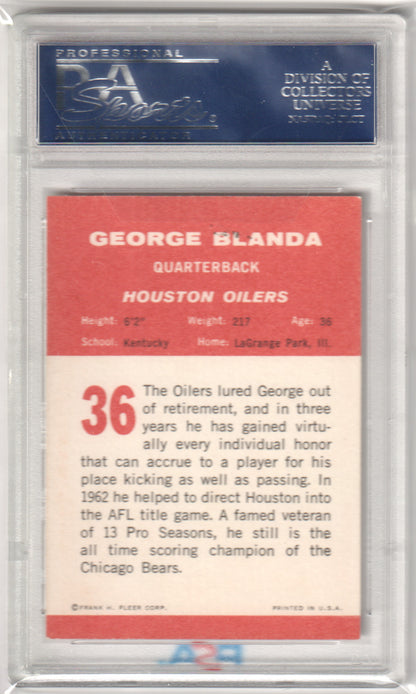 PROFESSIONAL
PSA
Sports
AUTHENTICATOR
A
DIVISION OF
COLLECTORS
UNIVERSE
NASDAQ: CLCT
GEORGE BLANDA
QUARTERBACK
HOUSTON OILERS
Height: 6'2" Weight: 217 Age: 36
School: Kentucky Home: LaGrange Park, Ill.
36
The Oilers lured George out
of retirement, and in three
years he has gained virtu-
ally every individual honor
that can accrue to a player for his
place kicking as well as passing. In
1962 he helped to direct Houston into
the AFL title game. A famed veteran
of 13 Pro Seasons, he still is the
all time scoring champion of the
Chicago Bears.
©FRANK H. FLEER CORP. PRINTED IN U.S.A.